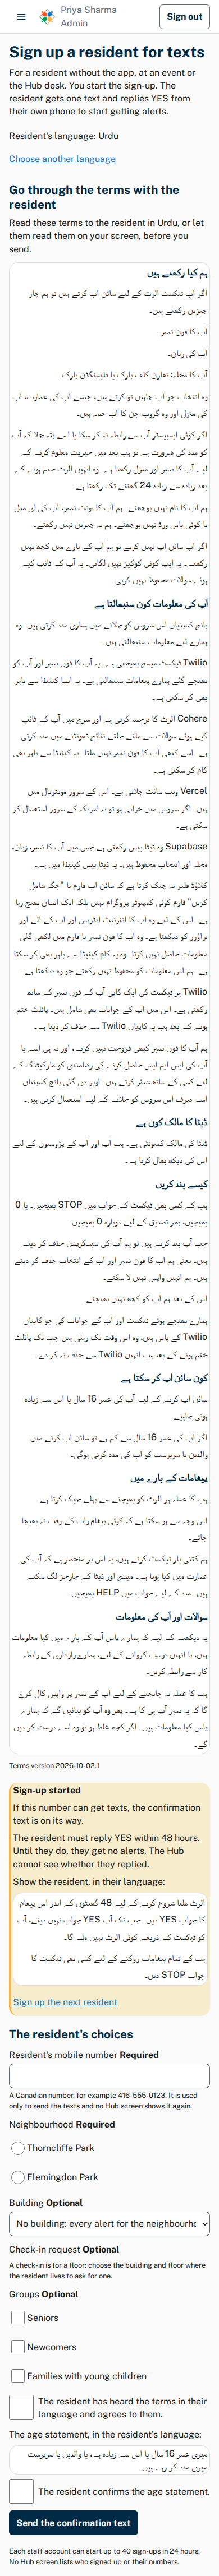 Priya Sharma
Admin
Sign out
Sign up a resident for texts
For a resident without the app, at an event or
the Hub desk. You start the sign-up. The
resident gets one text and replies YES from
their own phone to start getting alerts.
Resident's language: Urdu
Choose another language
Go through the terms with the
resident
Read these terms to the resident in Urdu, or let
them read them on your screen, before you
send.
ہم کیا رکھتے ہیں
اگر آپ ٹیکسٹ الرٹ کے لیے سائن اپ کرتے ہیں تو ہم چار
چیزیں رکھتے ہیں۔
آپ کا فون نمبر۔
آپ کی زبان۔
آپ کا محلہ: تھارن کلف پارک یا فلیمنگڈن پارک۔
وہ انتخاب جو آپ چاہیں تو کرتے ہیں، جیسے آپ کی عمارت، آپ
کی منزل اور وہ گروپ جن کا آپ حصہ ہیں۔
اگر کوئی ایمبیسڈر آپ سے رابطہ نہ کر سکا یا اسے پتہ چلا کہ آپ
کو مدد کی ضرورت ہے تو ہب بعد میں خیریت معلوم کرنے کے
لیے آپ کا نمبر اور منزل رکھتا ہے۔ وہ انہیں الرٹ ختم ہونے کے
بعد زیادہ سے زیادہ 24 گھنٹے تک رکھتا ہے۔
ہم آپ کا نام نہیں پوچھتے۔ ہم آپ کا یونٹ نمبر، آپ کی ای میل
یا کوئی پاس ورڈ نہیں پوچھتے۔ ہم یہ چیزیں نہیں رکھتے۔
اگر آپ سائن اپ نہیں کرتے تو ہم آپ کے بارے میں کچھ نہیں
رکھتے۔ یہ ایپ کوئی کوکیز نہیں لگاتی۔ یہ آپ کے ٹائپ کیے
ہوئے سوالات محفوظ نہیں کرتی۔
آپ کی معلومات کون سنبھالتا ہے
پانچ کمپنیاں اس سروس کو چلانے میں ہماری مدد کرتی ہیں۔ وہ
ہمارے لیے معلومات سنبھالتی ہیں۔
Twilio ٹیکسٹ میسج بھیجتی ہے۔ یہ آپ کا فون نمبر اور آپ کو
بھیجے گئے ہمارے پیغامات سنبھالتی ہے۔ یہ ایسا کینیڈا سے باہر
بھی کر سکتی ہے۔
Cohere الرٹ کا ترجمہ کرتی ہے اور سرچ میں آپ کے ٹائپ
کیے ہوئے سوالات سے ملتے جلتے نتائج ڈھونڈنے میں مدد کرتی
ہے۔ اسے کبھی آپ کا فون نمبر نہیں ملتا۔ یہ کینیڈا سے باہر بھی
کام کر سکتی ہے۔
Vercel ویب سائٹ چلاتی ہے۔ اس کے سرور مونٹریال میں
ہیں۔ اگر سروس میں خرابی ہو تو یہ امریکہ کے سرور استعمال کر
سکتی ہے۔
Supabase وہ ڈیٹا بیس رکھتی ہے جس میں آپ کا نمبر، زبان،
محلہ اور انتخاب محفوظ ہیں۔ یہ ڈیٹا بیس کینیڈا میں ہے۔
کلاؤڈ فلیر یہ چیک کرتا ہے کہ سائن اپ فارم یا "جگہ شامل
کریں" فارم کوئی کمپیوٹر پروگرام نہیں بلکہ ایک انسان بھیج رہا
ہے۔ اس کے لیے وہ آپ کا انٹرنیٹ ایڈریس اور آپ کے آلے اور
براؤزر کو دیکھتا ہے۔ وہ آپ کا فون نمبر یا فارم میں لکھی گئی
معلومات حاصل نہیں کرتا۔ وہ یہ کام کینیڈا سے باہر بھی کر سکتا
ہے۔ ہم اس معلومات کو محفوظ نہیں رکھتے جو وہ دیکھتا ہے۔
Twilio ہر ٹیکسٹ کی ایک کاپی آپ کے فون نمبر کے ساتھ
رکھتی ہے۔ اس میں آپ کے جوابات بھی شامل ہیں۔ پائلٹ ختم
ہونے کے بعد ہب یہ کاپیاں Twilio سے حذف کر دیتا ہے۔
ہم آپ کا فون نمبر کبھی فروخت نہیں کرتے، اور نہ ہی اسے یا
آپ کی ایس ایم ایس حاصل کرنے کی رضامندی کو مارکیٹنگ کے
لیے کسی کے ساتھ شیئر کرتے ہیں۔ اوپر دی گئی پانچ کمپنیاں
اسے صرف اس سروس کو چلانے کے لیے استعمال کرتی ہیں۔
ڈیٹا کا مالک کون ہے
ڈیٹا کی مالک کمیونٹی ہے۔ ہب آپ اور آپ کے پڑوسیوں کے لیے
اس کی دیکھ بھال کرتا ہے۔
کیسے بند کریں
ہب کے کسی بھی ٹیکسٹ کے جواب میں STOP بھیجیں۔ یا 0
بھیجیں، پھر تصدیق کے لیے دوبارہ 0 بھیجیں۔
جب آپ بند کرتے ہیں تو ہم آپ کی سبسکرپشن حذف کر دیتے
ہیں۔ یعنی ہم آپ کا فون نمبر اور آپ کے انتخاب حذف کر دیتے
ہیں۔ ہم انہیں واپس نہیں لا سکتے۔
اس کے بعد ہم آپ کو کچھ نہیں بھیجتے۔
ہمارے بھیجے ہوئے ٹیکسٹ اور آپ کے جوابات کی جو کاپیاں
Twilio کے پاس ہیں، وہ اس وقت تک رہتی ہیں جب تک پائلٹ
ختم ہونے کے بعد ہب انہیں Twilio سے حذف نہ کر دے۔
کون سائن اپ کر سکتا ہے
سائن اپ کرنے کے لیے آپ کی عمر 16 سال یا اس سے زیادہ
ہونی چاہیے۔
اگر آپ کی عمر 16 سال سے کم ہے تو سائن اپ کرنے میں
والدین یا سرپرست کو آپ کی مدد کرنی ہوگی۔
پیغامات کے بارے میں
ہب کا عملہ ہر الرٹ کو بھیجنے سے پہلے چیک کرتا ہے۔
اس وجہ سے ہو سکتا ہے کہ کوئی پیغام رات کے وقت نہ بھیجا
جائے۔
ہم کتنی بار ٹیکسٹ کرتے ہیں، یہ اس پر منحصر ہے کہ آپ کی
عمارت میں کیا ہوتا ہے۔ میسج اور ڈیٹا کے چارجز لگ سکتے
ہیں۔ مدد کے لیے جواب میں HELP بھیجیں۔
سوالات اور آپ کی معلومات
یہ دیکھنے کے لیے کہ ہمارے پاس آپ کے بارے میں کیا معلومات
ہیں، یا انہیں درست کروانے کے لیے، ہمارے رازداری کے رابطہ
کار سے رابطہ کریں۔
ہب کا عملہ یہ جانچنے کے لیے آپ کے نمبر پر واپس کال کرے
گا کہ یہ نمبر آپ ہی کا ہے۔ پھر وہ آپ کو بتائیں گے کہ ہمارے
پاس کیا معلومات ہیں۔ اگر کچھ غلط ہو تو وہ اسے درست کر دیں
گے۔
Terms version 2026-10-02.1
Sign-up started
If this number can get texts, the confirmation
text is on its way.
The resident must reply YES within 48 hours.
Until they do, they get no alerts. The Hub
cannot see whether they replied.
Show the resident, in their language:
الرٹ ملنا شروع کرنے کے لیے 48 گھنٹوں کے اندر اس پیغام
کا جواب YES دیں۔ جب تک آپ YES جواب نہیں دیتے، آپ
کو ٹیکسٹ کے ذریعے کوئی الرٹ نہیں ملے گا۔
ہب کے تمام پیغامات روکنے کے لیے کسی بھی ٹیکسٹ کا
جواب STOP دیں۔
Sign up the next resident
The resident's choices
Resident's mobile number Required
A Canadian number, for example 416-555-0123. It is used
only to send the texts and no Hub screen shows it again.
Neighbourhood Required
Thorncliffe Park
Flemingdon Park
Building Optional
No building: every alert for the neighbourho
Check-in request Optional
A check-in is for a floor: choose the building and floor where
the resident lives to ask for one.
Groups Optional
Seniors
Newcomers
Families with young children
The resident has heard the terms in their
language and agrees to them.
The age statement, in the resident's language:
میری عمر 16 سال یا اس سے زیادہ ہے، یا والدین یا سرپرست
میری مدد کر رہے ہیں۔
The resident confirms the age statement.
Send the confirmation text
Each staff account can start up to 40 sign-ups in 24 hours.
No Hub screen lists who signed up or their numbers.